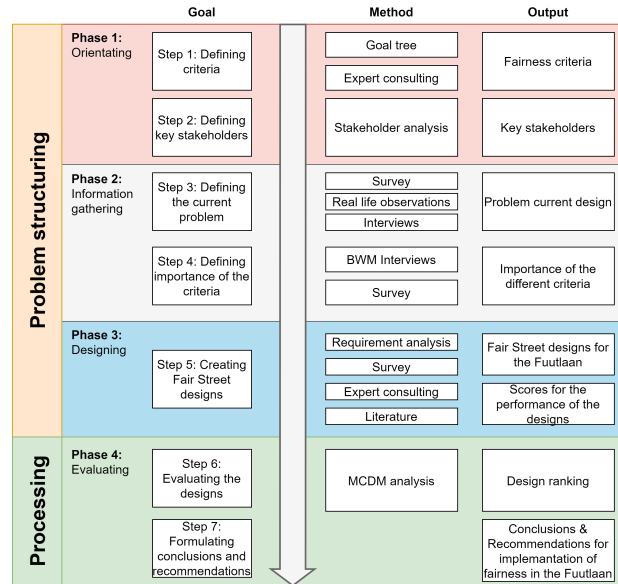 Goal
Method
Output
Problem structuring
Phase 1:
Orientating
Step 1: Defining
criteria
Goal tree
Expert consulting
Fairness criteria
Step 2: Defining
key stakeholders
Stakeholder analysis
Key stakeholders
Phase 2:
Information
gathering
Step 3: Defining
the current
problem
Survey
Real life observations
Interviews
Problem current design
Step 4: Defining
importance of the
criteria
BWM Interviews
Survey
Importance of the
different criteria
Phase 3:
Designing
Step 5: Creating
Fair Street
designs
Requirement analysis
Survey
Expert consulting
Literature
Fair Street designs for
the Fuutlaan
Scores for the
performance of the
designs
Processing
Phase 4:
Evaluating
Step 6:
Evaluating the
designs
MCDM analysis
Design ranking
Step 7:
Formulating
conclusions and
recommendations
Conclusions &
Recommendations for
implemantation of
fairness in the Fuutlaan